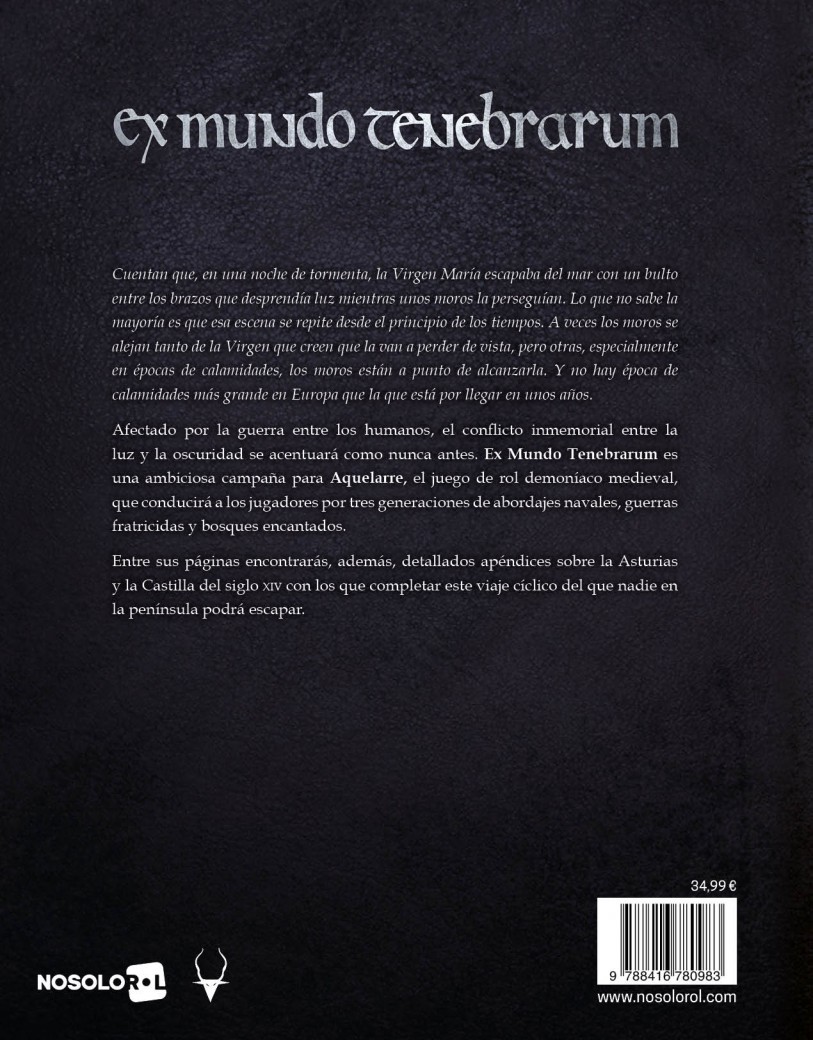 ex mundo tenebrarum
Cuentan que, en una noche de tormenta, la Virgen María escapaba del mar con un bulto
entre los brazos que desprendía luz mientras unos moros la perseguían. Lo que no sabe la
mayoría es que esa escena se repite desde el principio de los tiempos. A veces los moros se
alejan tanto de la Virgen que creen que la van a perder de vista, pero otras, especialmente
en épocas de calamidades, los moros están a punto de alcanzarla. Y no hay época de
calamidades más grande en Europa que la que está por llegar en unos años.
Afectado por la guerra entre los humanos, el conflicto inmemorial entre la
luz y la oscuridad se acentuará como nunca antes. Ex Mundo Tenebrarum es
una ambiciosa campaña para Aquelarre, el juego de rol demoníaco medieval,
que conducirá a los jugadores por tres generaciones de abordajes navales, guerras
fratricidas y bosques encantados.
Entre sus páginas encontrarás, además, detallados apéndices sobre la Asturias
y la Castilla del siglo XIV con los que completar este viaje cíclico del que nadie en
la península podrá escapar.
34,99 €
9 788416 780983
NOSOLOROL
www.nosolorol.com